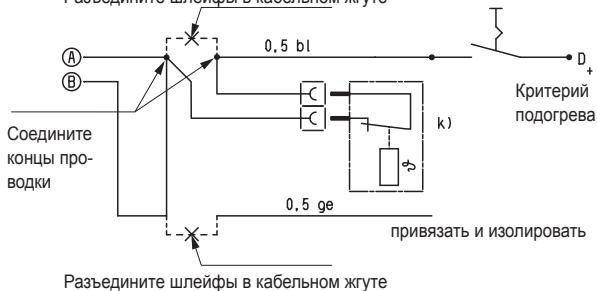 Разъедините шлейфы в кабельном жгуте
0,5 bl
A
B
D+
Критерий
подогрева
k)
ϑ
Соедините
концы про-
водки
0,5 ge
привязать и изолировать
Разъедините шлейфы в кабельном жгуте